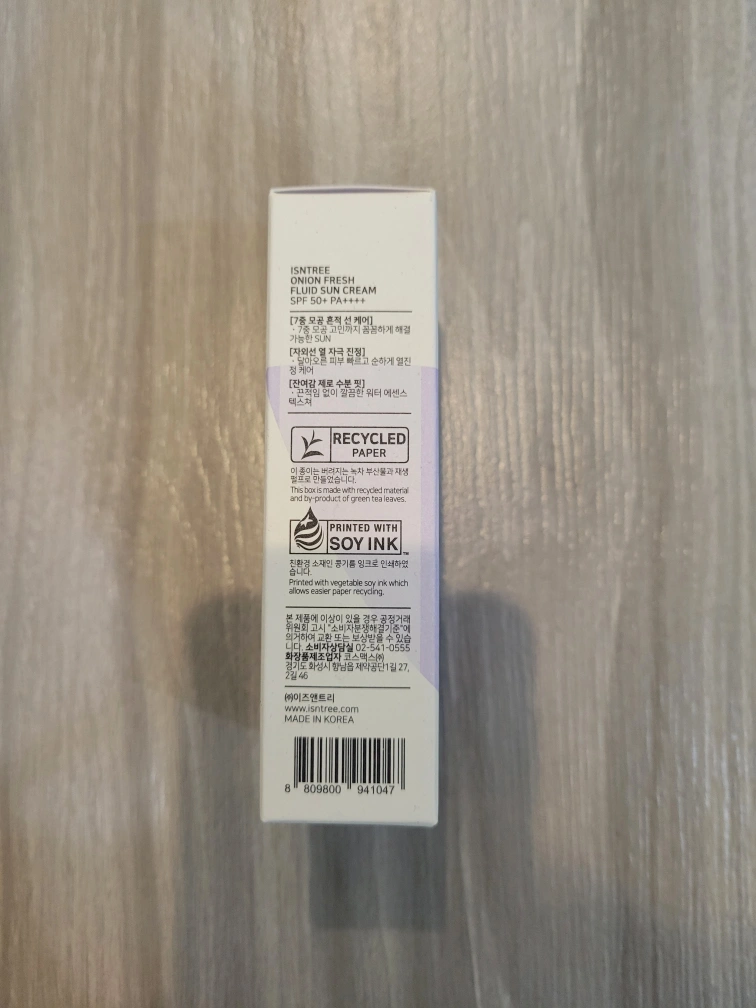 ISNTREE
ONION FRESH
FLUID SUN CREAM
SPF 50+ PA++++
[7중 모공 흔적 선 케어]
· 7중 모공 고민까지 꼼꼼하게 해결
가능한 SUN
[자외선 열 자극 진정]
· 달아오른 피부 빠르고 순하게 열진
정 케어
[잔여감 제로 수분 핏]
· 끈적임 없이 깔끔한 워터 에센스
텍스쳐
RECYCLED
PAPER
이 종이는 버려지는 녹차 부산물과 재생
펄프로 만들었습니다.
This box is made with recycled material
and by-product of green tea leaves.
PRINTED WITH
SOY INK™
친환경 소재인 콩기름 잉크로 인쇄하였
습니다.
Printed with vegetable soy ink which
allows easier paper recycling.
본 제품에 이상이 있을 경우 공정거래
위원회 고시 "소비자분쟁해결기준"에
의거하여 교환 또는 보상받을 수 있습
니다. 소비자상담실 02-541-0555
화장품제조업자 코스맥스㈜
경기도 화성시 향남읍 제약공단1길 27,
2길 46
㈜이즈앤트리
www.isntree.com
MADE IN KOREA
8 809800 941047